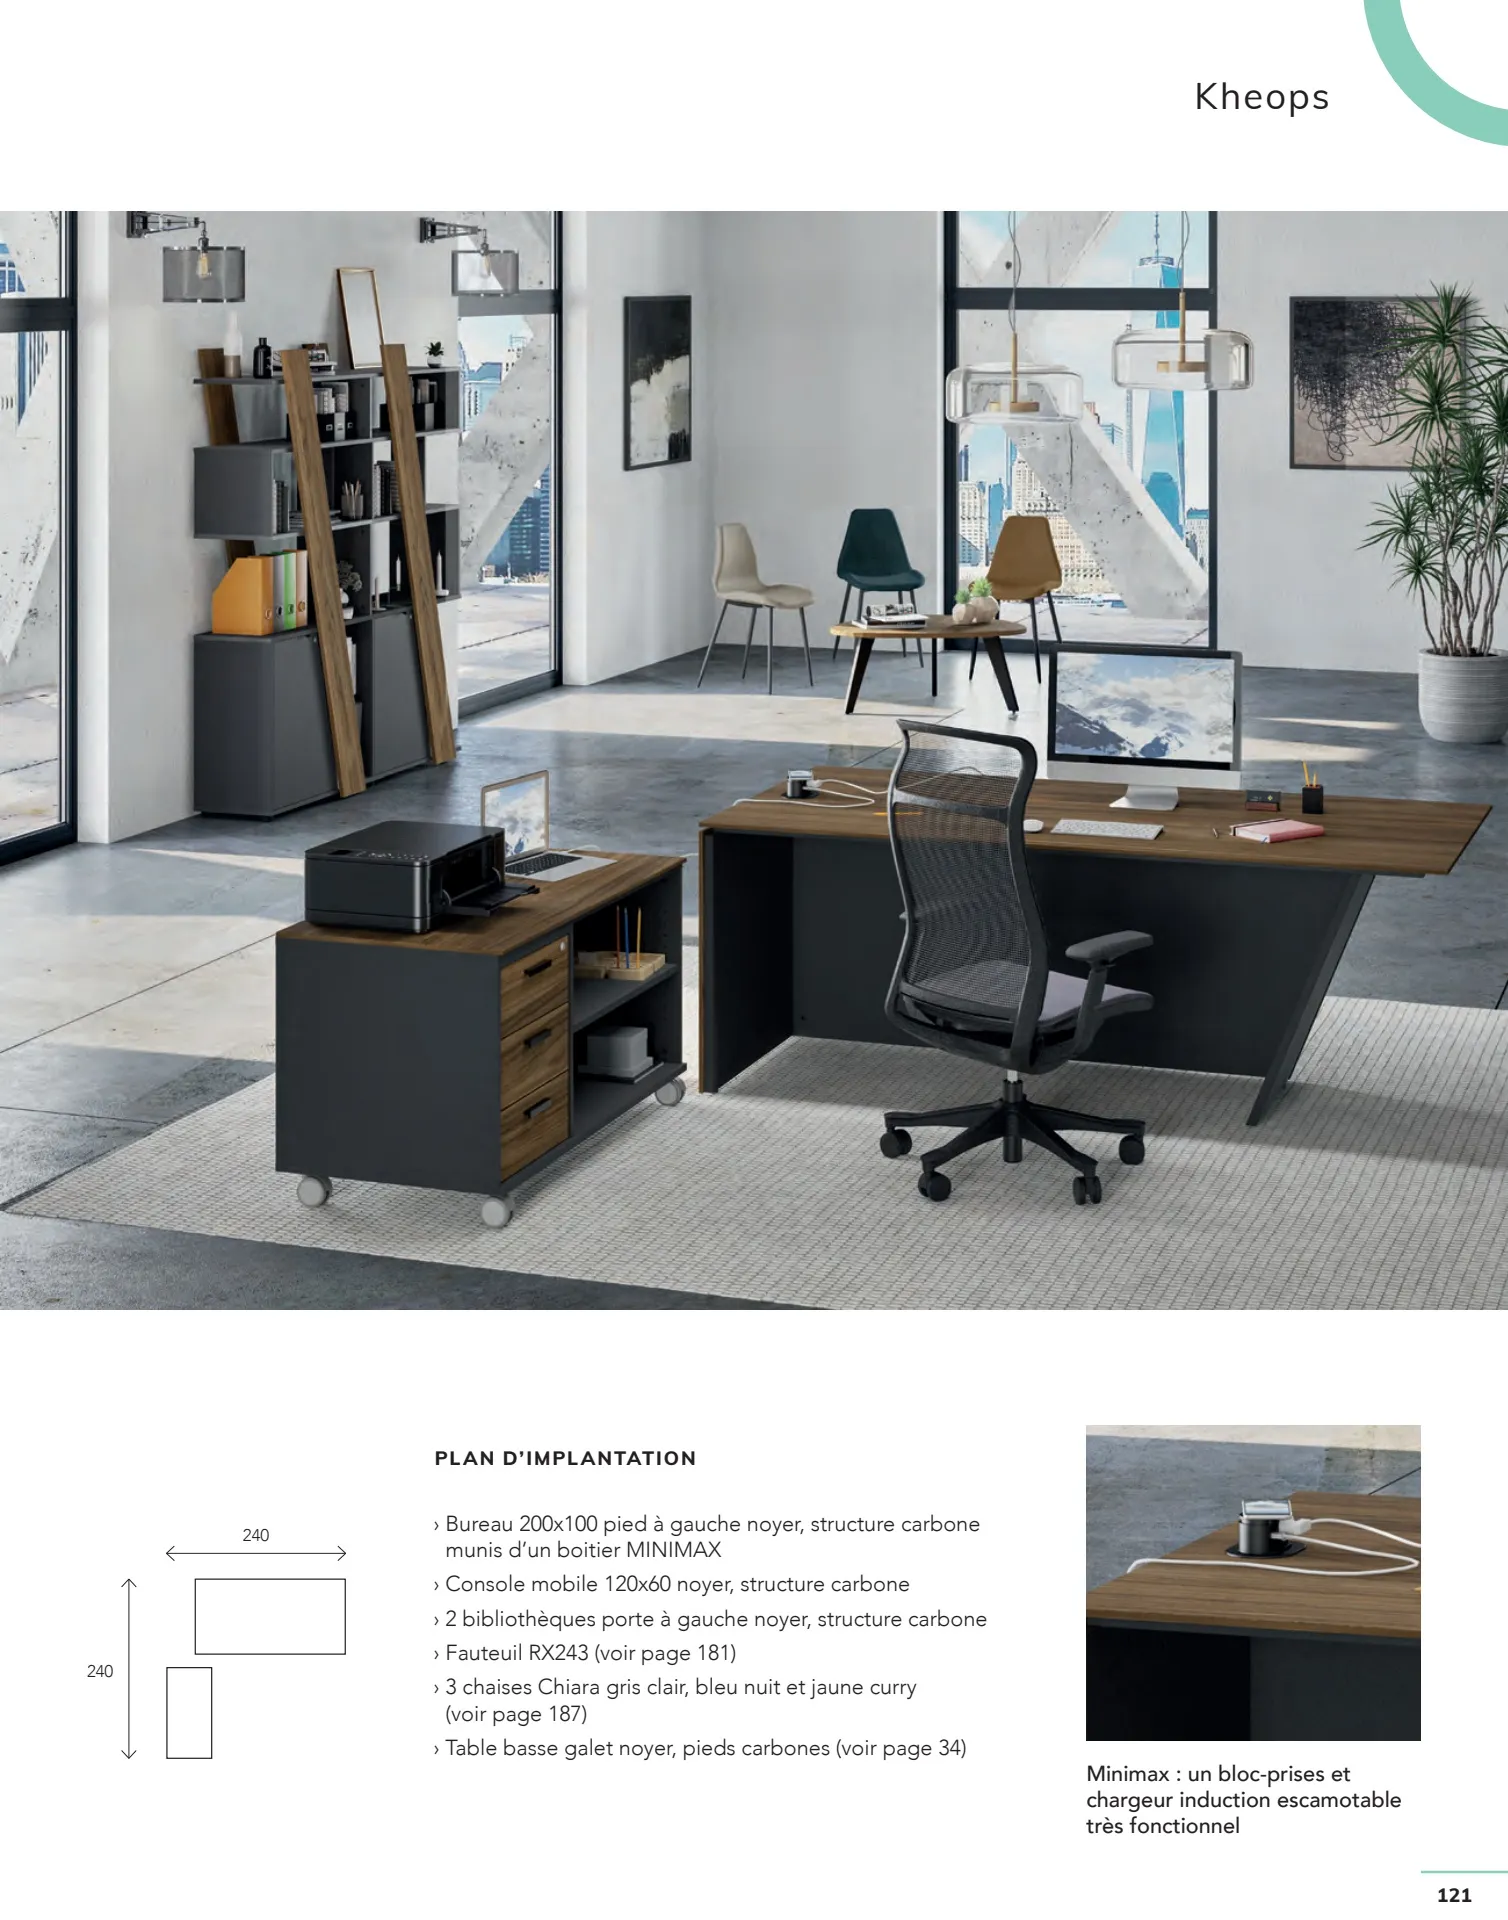 Kheops
PLAN D’IMPLANTATION
240
240
› Bureau 200x100 pied à gauche noyer, structure carbone
munis d’un boitier MINIMAX
› Console mobile 120x60 noyer, structure carbone
› 2 bibliothèques porte à gauche noyer, structure carbone
› Fauteuil RX243 (voir page 181)
› 3 chaises Chiara gris clair, bleu nuit et jaune curry
(voir page 187)
› Table basse galet noyer, pieds carbones (voir page 34)
Minimax : un bloc-prises et
chargeur induction escamotable
très fonctionnel
121